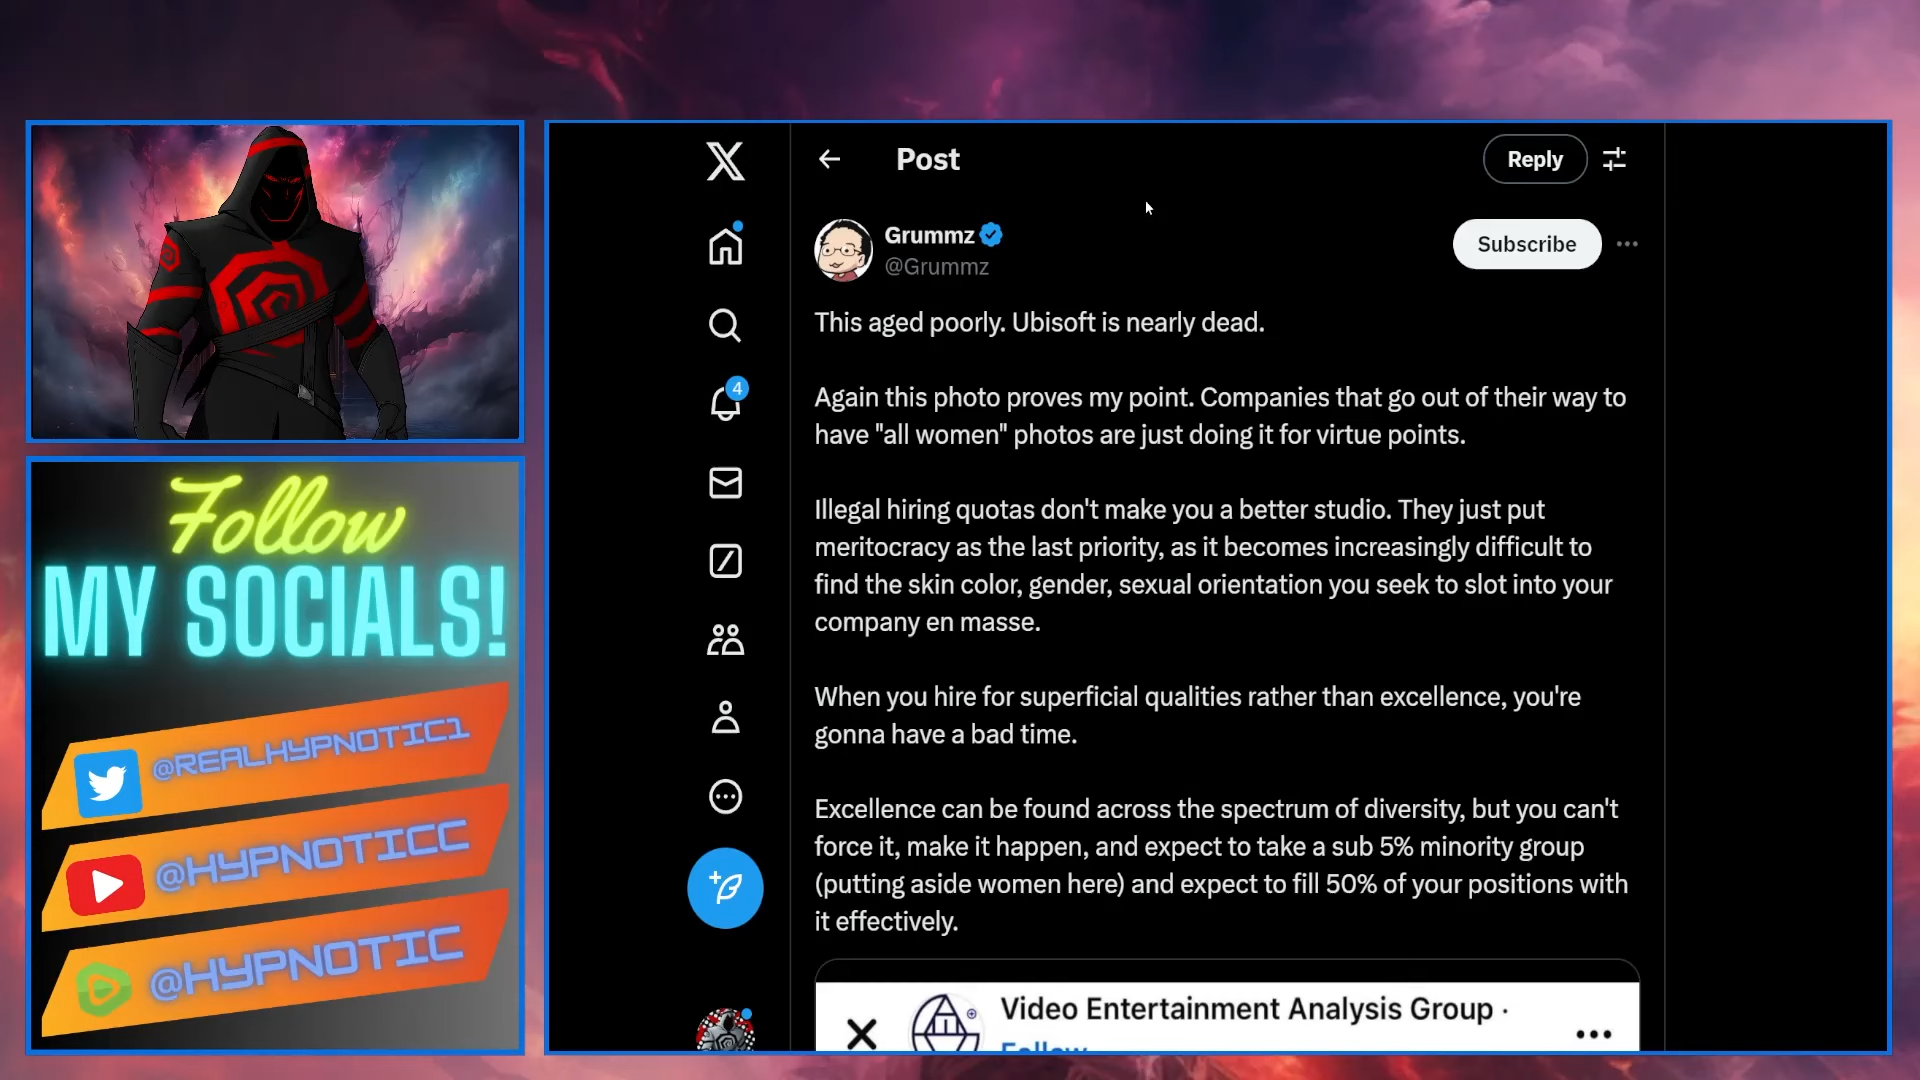 Follow
MY SOCIALS!
@REALHYPNOTIC1
@HYPNOTICC
@HYPNOTIC
Post
Reply
Grummz
@Grummz
Subscribe
4
This aged poorly. Ubisoft is nearly dead.
Again this photo proves my point. Companies that go out of their way to
have "all women" photos are just doing it for virtue points.
Illegal hiring quotas don't make you a better studio. They just put
meritocracy as the last priority, as it becomes increasingly difficult to
find the skin color, gender, sexual orientation you seek to slot into your
company en masse.
When you hire for superficial qualities rather than excellence, you're
gonna have a bad time.
Excellence can be found across the spectrum of diversity, but you can't
force it, make it happen, and expect to take a sub 5% minority group
(putting aside women here) and expect to fill 50% of your positions with
it effectively.
Video Entertainment Analysis Group ·
Follow